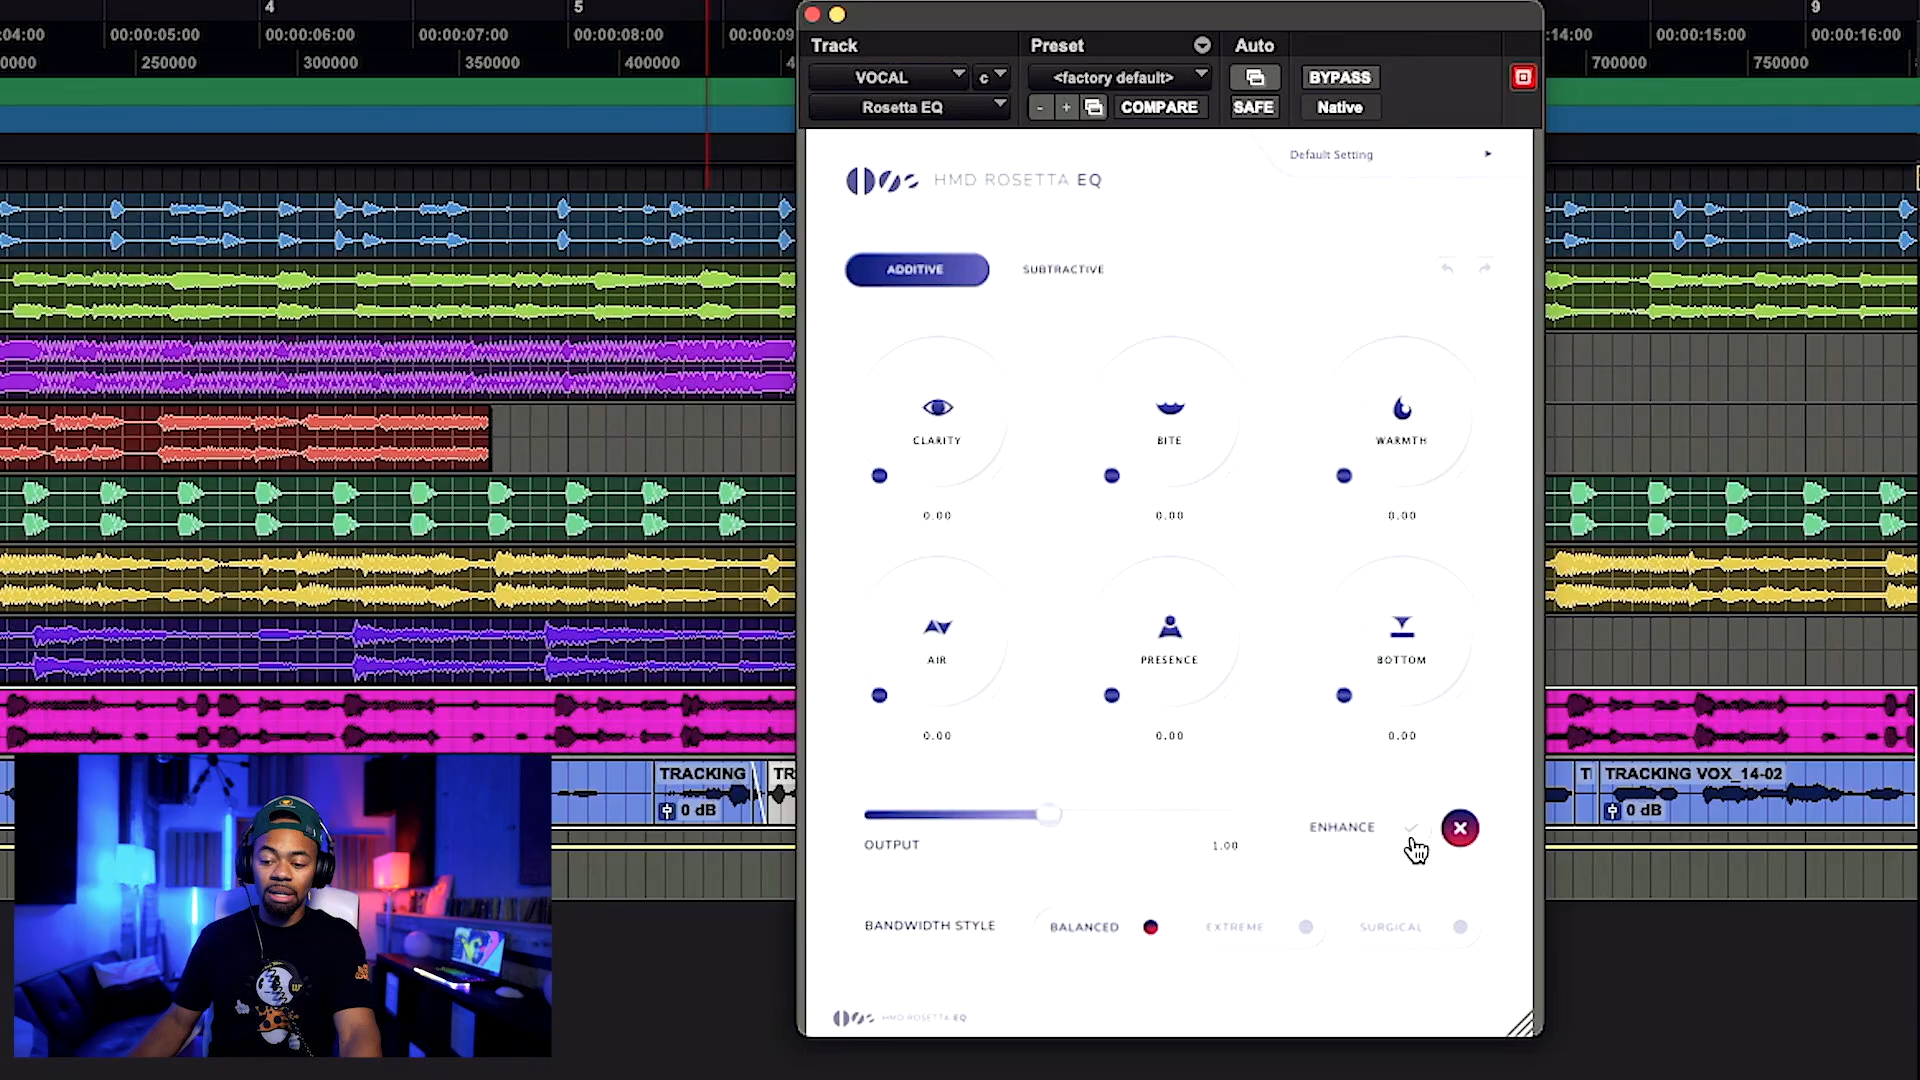 4
5
9
:04:00
00:00:05:00
00:00:06:00
00:00:07:00
00:00:08:00
00:00:09
:14:00
00:00:15:00
00:00:16:00
0000
250000
300000
350000
400000
4
700000
750000
Track
Preset
Auto
VOCAL
c
<factory default>
BYPASS
Rosetta EQ
-
+
COMPARE
SAFE
Native
Default Setting
HMD ROSETTA EQ
ADDITIVE
SUBTRACTIVE
CLARITY
BITE
WARMTH
0.00
0.00
0.00
AIR
PRESENCE
BOTTOM
0.00
0.00
0.00
TRACKING
TR
T
TRACKING VOX_14-02
0 dB
0 dB
OUTPUT
1.00
ENHANCE
BANDWIDTH STYLE
BALANCED
EXTREME
SURGICAL
HMD ROSETTA EQ